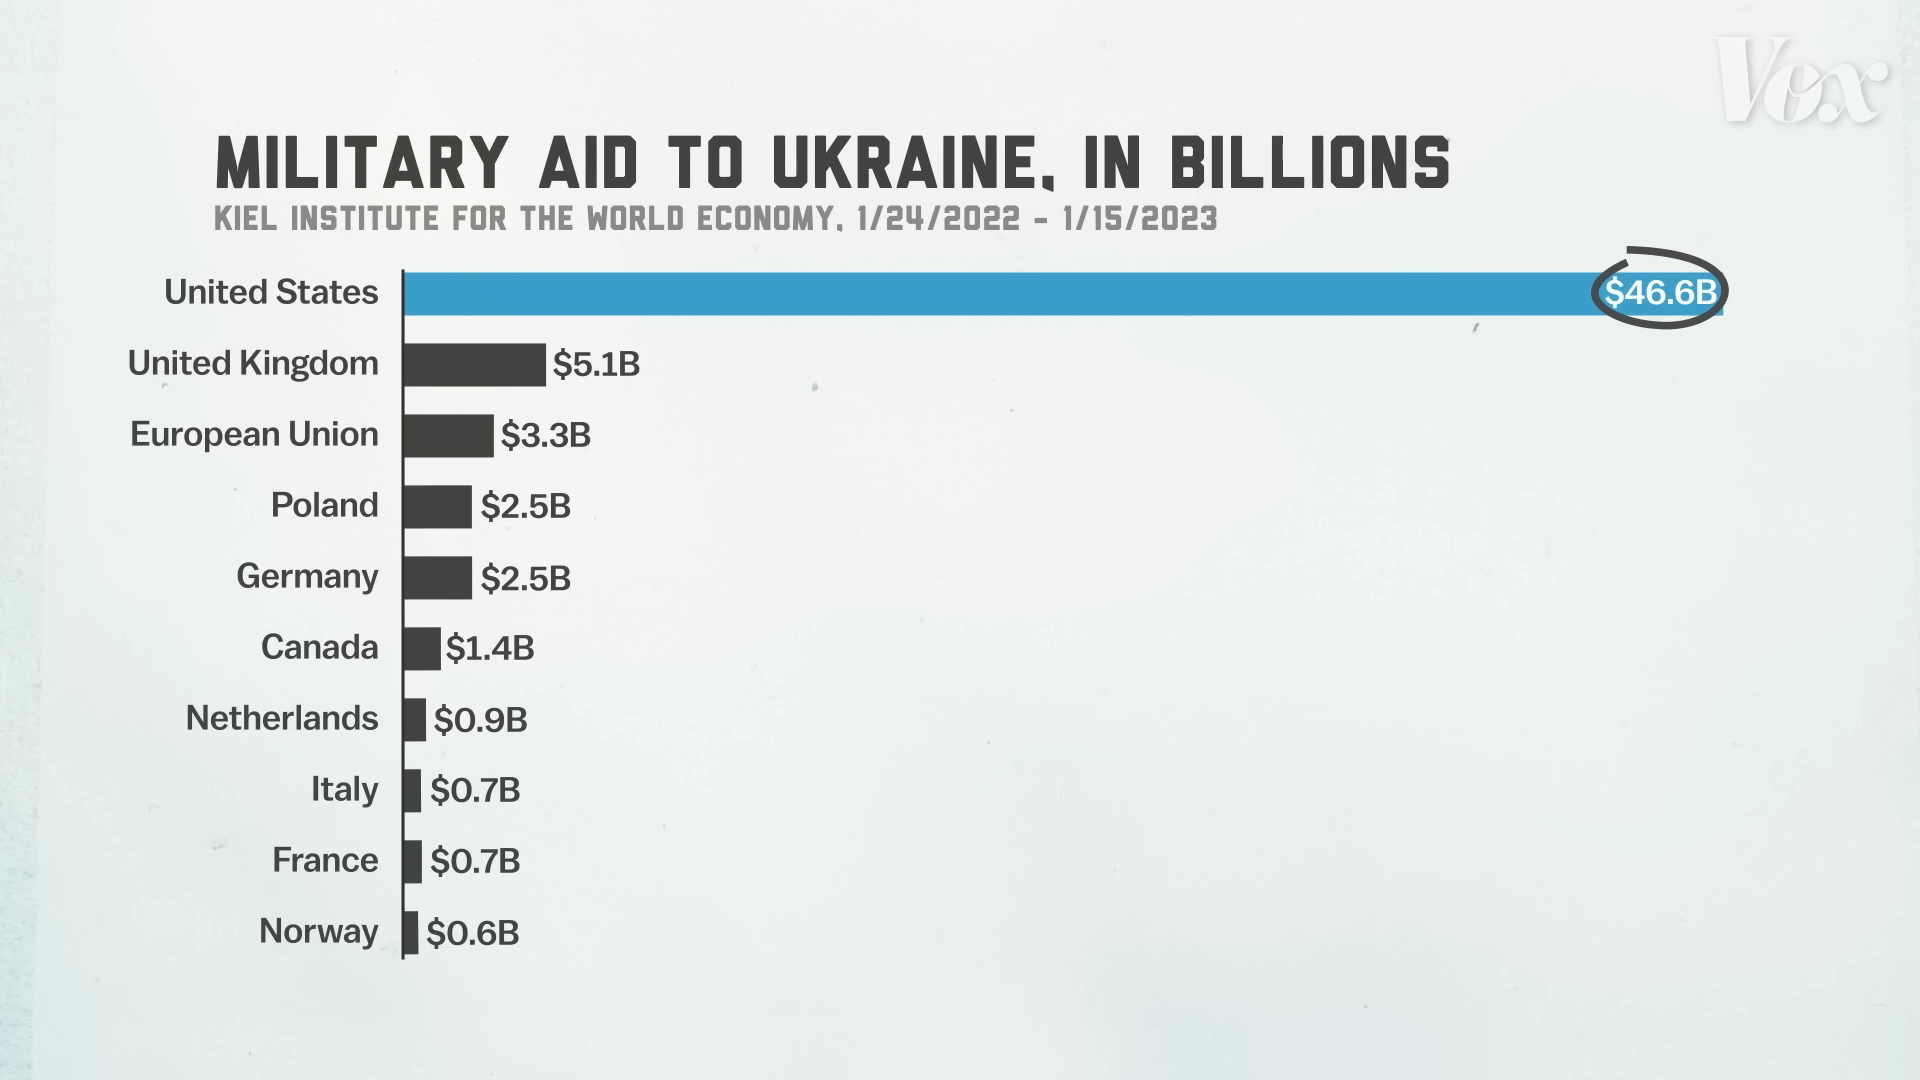 Vox
MILITARY AID TO UKRAINE, IN BILLIONS
KIEL INSTITUTE FOR THE WORLD ECONOMY, 1/24/2022 - 1/15/2023
United States $46.6B
United Kingdom $5.1B
European Union $3.3B
Poland $2.5B
Germany $2.5B
Canada $1.4B
Netherlands $0.9B
Italy $0.7B
France $0.7B
Norway $0.6B